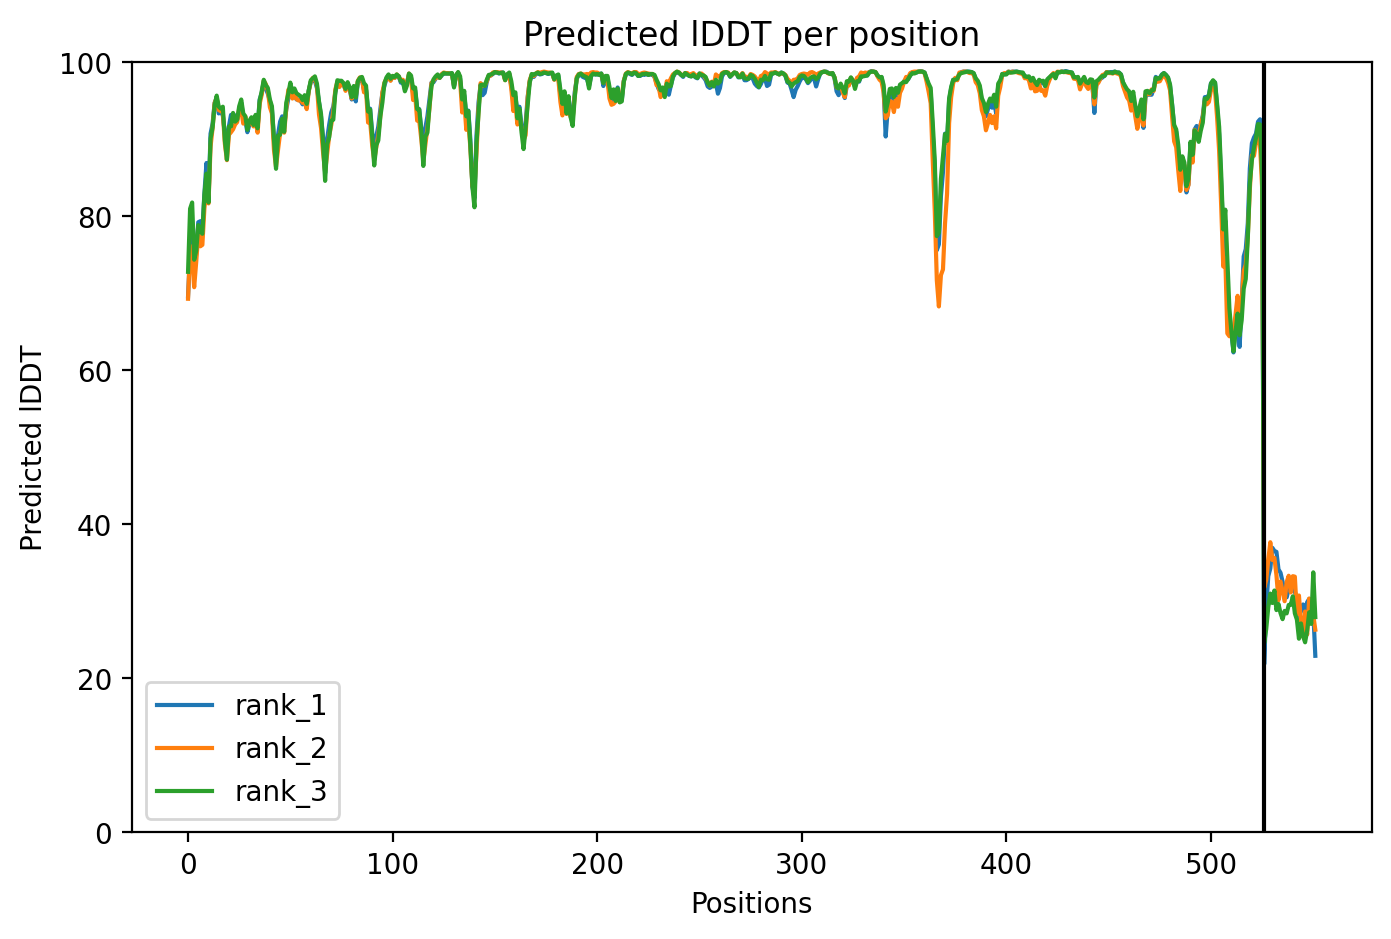 Predicted lDDT per position
100
80
60
40
20
0
Predicted lDDT
rank_1
rank_2
rank_3
0 100 200 300 400 500
Positions